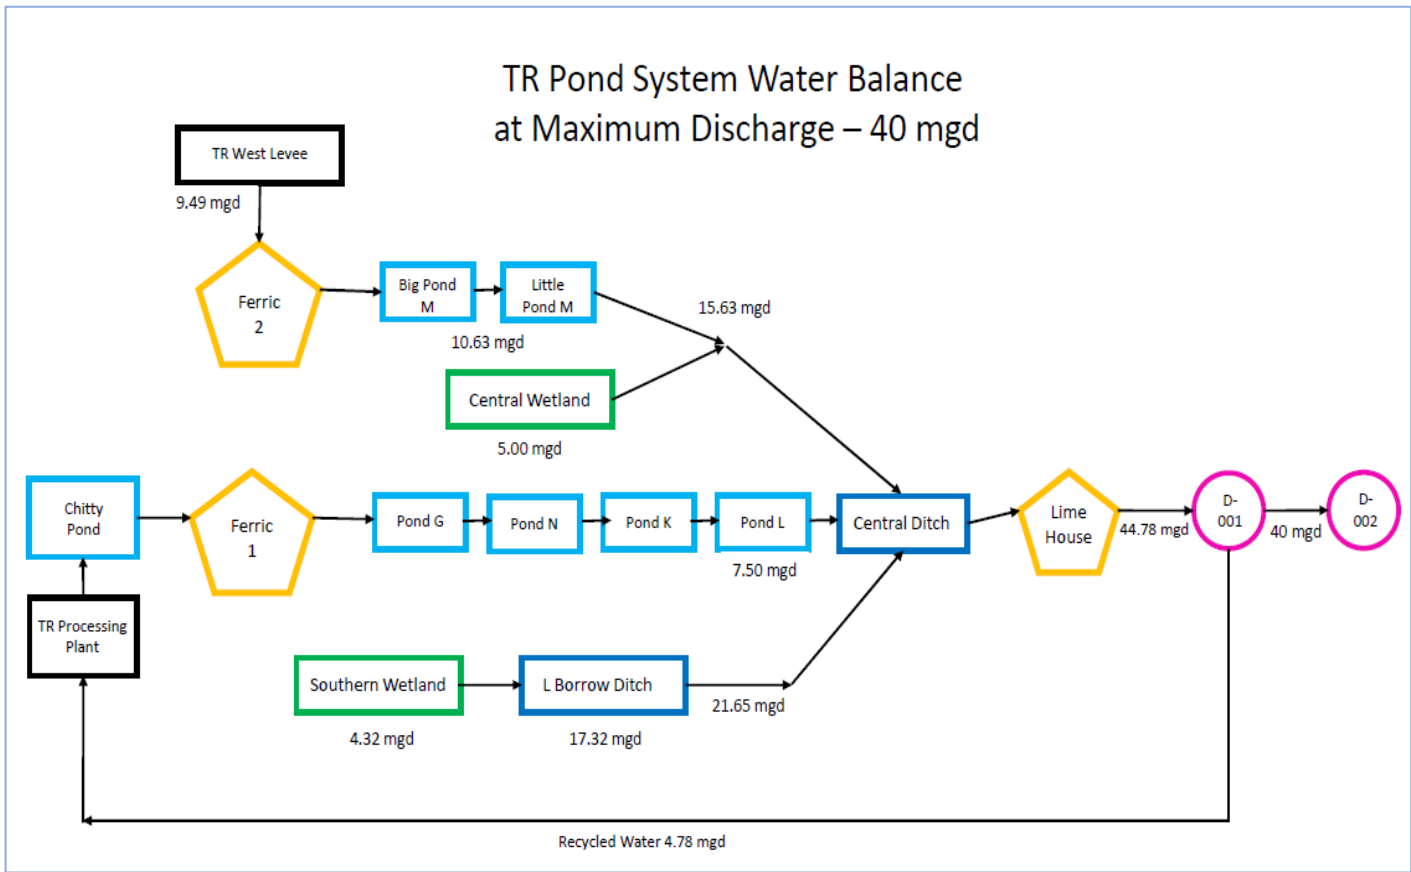 TR Pond System Water Balance
at Maximum Discharge – 40 mgd
TR West Levee
9.49 mgd
Ferric
2
Big Pond
M
Little
Pond M
10.63 mgd
15.63 mgd
Central Wetland
5.00 mgd
Chitty
Pond
Ferric
1
Pond G
Pond N
Pond K
Pond L
7.50 mgd
Central Ditch
Lime
House
44.78 mgd
D-
001
40 mgd
D-
002
TR Processing
Plant
Southern Wetland
4.32 mgd
L Borrow Ditch
17.32 mgd
21.65 mgd
Recycled Water 4.78 mgd